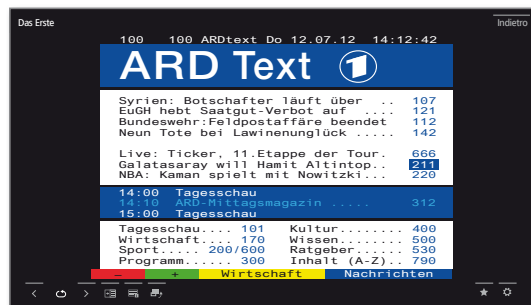 Das Erste
Indietro
100 100 ARDtext Do 12.07.12 14:12:42
ARD Text 1
Syrien: Botschafter läuft über .. 107
EuGH hebt Saatgut-Verbot auf .... 121
Bundeswehr:Feldpostaffäre beendet 112
Neun Tote bei Lawinenunglück ..... 142
Live: Ticker, 11.Etappe der Tour. 666
Galatasaray will Hamit Altintop.. 211
NBA: Kaman spielt mit Nowitzki... 220
14:00 Tagesschau
14:10 ARD-Mittagsmagazin ..... 312
15:00 Tagesschau
Tagesschau.... 101 Kultur........ 400
Wirtschaft.... 170 Wissen........ 500
Sport..... 200/600 Ratgeber...... 530
Programm...... 300 Inhalt (A-Z).. 790
– + Wirtschaft Nachrichten